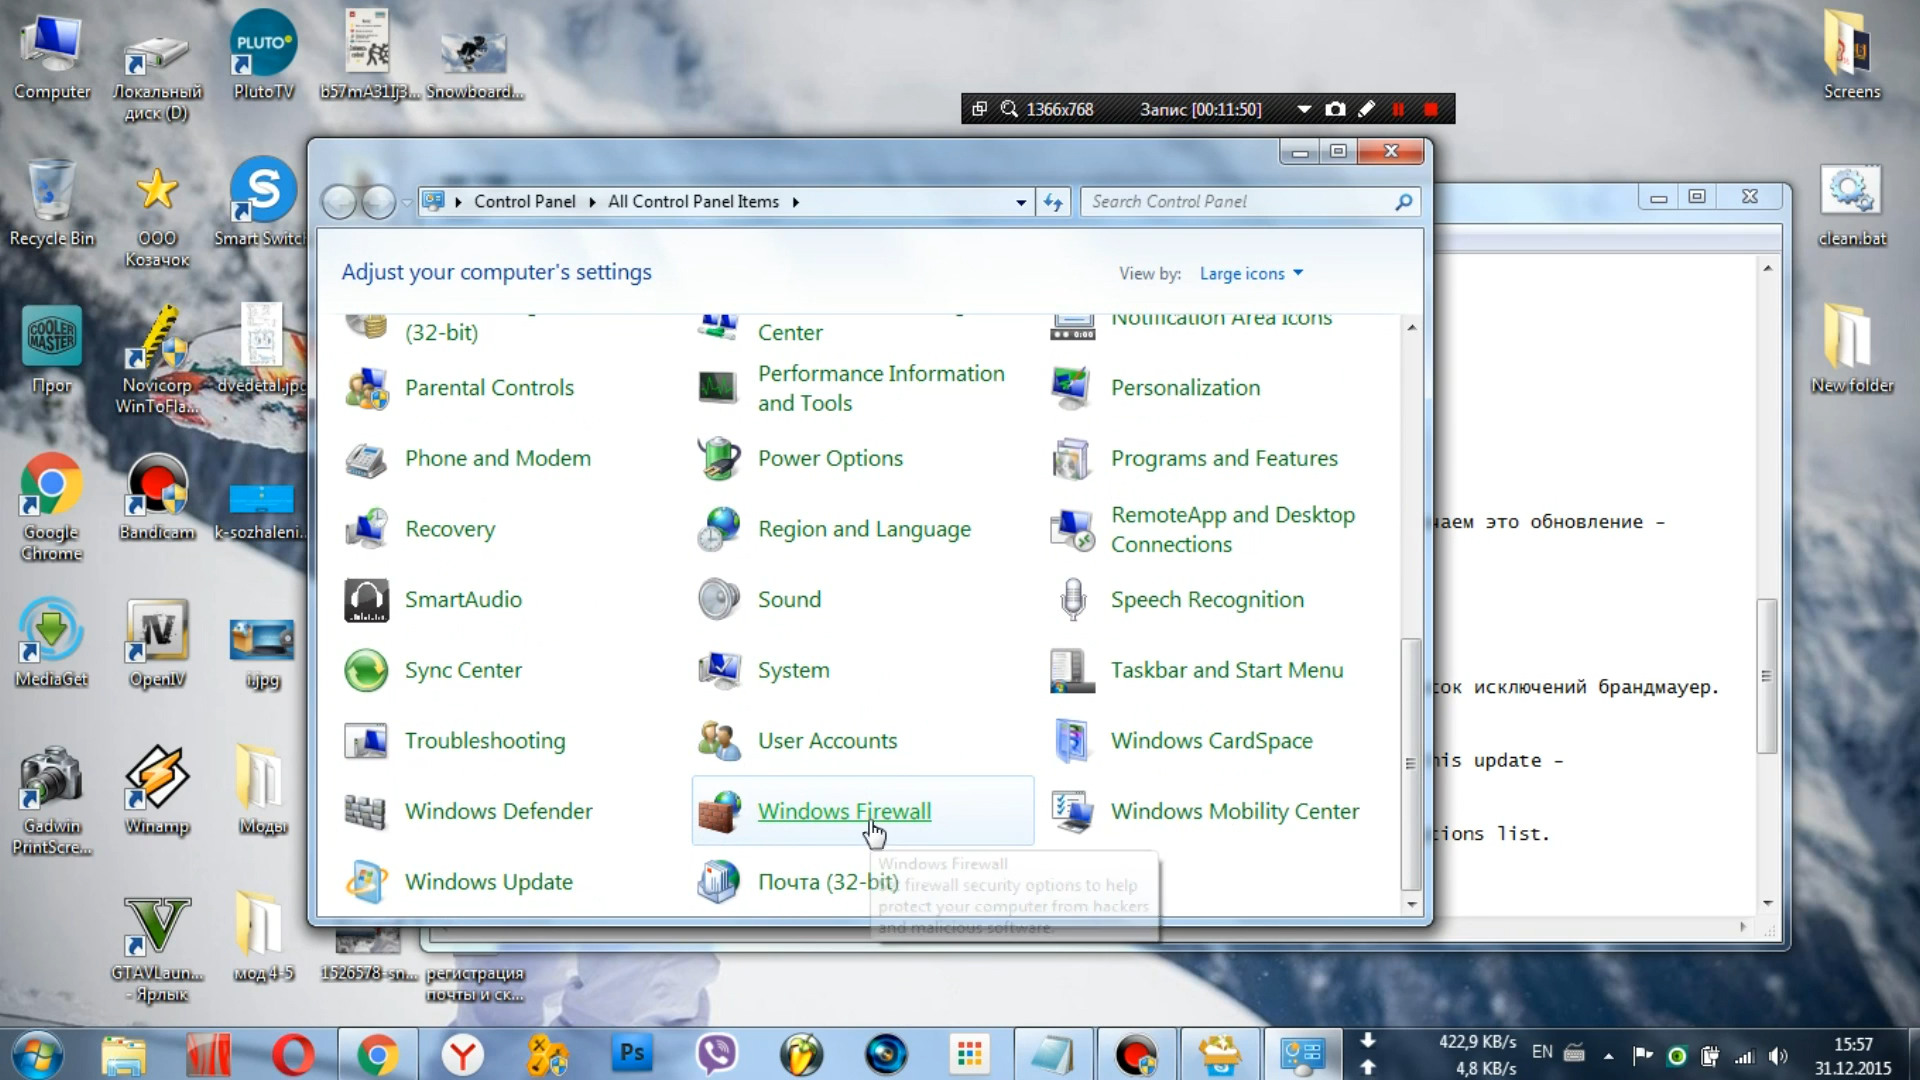 Computer
Локальный
диск (D)
PLUTO
PlutoTV
b57mA31Ij3...
Snowboard...
Screens
1366x768
Запис [00:11:50]
Control Panel
All Control Panel Items
Search Control Panel
Recycle Bin
ООО
Козачок
Smart Switch
clean.bat
Adjust your computer's settings
View by:
Large icons
(32-bit)
Center
Notification Area Icons
COOLER
MASTER
Прог
Novicorp
WinToFla...
dvedetal.jpg
New folder
Parental Controls
Performance Information
and Tools
Personalization
Phone and Modem
Power Options
Programs and Features
Google
Chrome
Bandicam
k-sozhaleni...
Recovery
Region and Language
RemoteApp and Desktop
Connections
чаем это обновление -
SmartAudio
Sound
Speech Recognition
MediaGet
OpenIV
i.jpg
Sync Center
System
Taskbar and Start Menu
ок исключений брандмауер.
Troubleshooting
User Accounts
Windows CardSpace
his update -
Windows Defender
Windows Firewall
Windows Mobility Center
tions list.
Gadwin
PrintScre...
Winamp
Моды
Windows Firewall
firewall security options to help
protect your computer from hackers
and malicious software.
Windows Update
Почта (32-bit)
GTAVLaun...
- Ярлык
мод 4-5
1526578-sn...
регистрация
почты и ск...
Ps
422,9 KB/s
4,8 KB/s
EN
15:57
31.12.2015